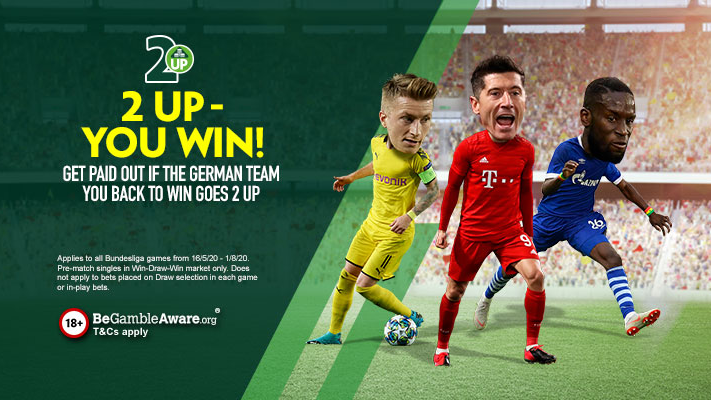 2
UP
2 UP -
YOU WIN!
GET PAID OUT IF THE GERMAN TEAM
YOU BACK TO WIN GOES 2 UP
Applies to all Bundesliga games from 16/5/20 - 1/8/20.
Pre-match singles in Win-Draw-Win market only. Does
not apply to bets placed on Draw selection in each game
or in-play bets.
18+
BeGambleAware.org®
T&Cs apply
EVONIK
11
T
9
GAZPROM
26